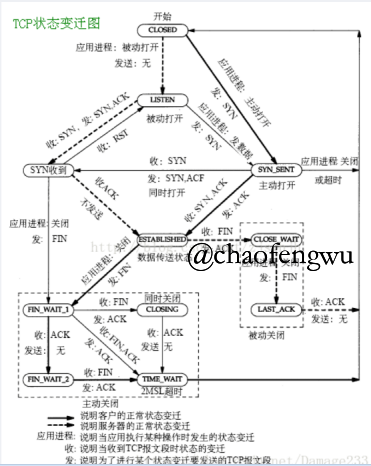 TCP状态变迁图
开始
CLOSED
应用进程：被动打开
发送：无
应用进程：主动打开
发：SYN
LISTEN
被动打开
收：SYN；发：SYN,ACK
收：RST
应用进程：发数据
发：SYN
SYN收到
收：SYN
发：SYN,ACF
同时打开
SYN_SENT
主动打开
应用进程 关闭
或超时
收ACK
不发送
收：SYN, ACK
发：ACK
应用进程：关闭
发：FIN
ESTABLISHED
数据传送状态
应用进程：关闭
发：FIN
收：FIN
发：
CLOSE_WAIT
@chaofengwu
应用进程 关闭
发：FIN
LAST_ACK
收：ACK
发送：无
被动关闭
FIN_WAIT_1
收：FIN
发：ACK
同时关闭
CLOSING
收：ACK
发送：无
收：FIN,ACK
发：ACK
收：ACK
发送：无
FIN_WAIT_2
收：FIN
发：ACK
TIME_WAIT
2MSL超时
主动关闭
说明客户的正常状态变迁
说明服务器的正常状态变迁
应用进程：说明当应用执行某种操作时发生的状态变迁
收：说明当收到TCP报文段时状态的变迁
发：说明为了进行某个状态变迁要发送的TCP报文段
net/Damage233